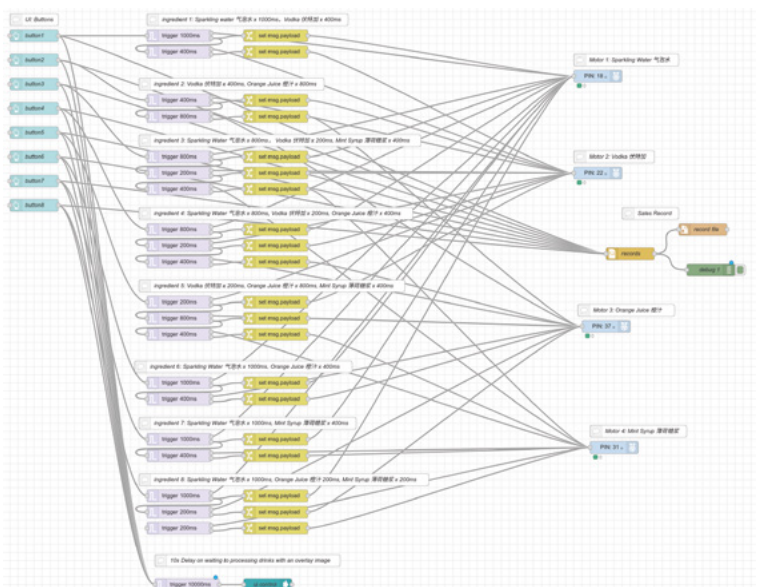 UI Buttons
button1
button2
button3
button4
button5
button6
button7
button8
ingredient 1: Sparkling water 气泡水 x 1000ms, Vodka 伏特加 x 400ms
trigger 1000ms
set msg.payload
trigger 400ms
set msg.payload
ingredient 2: Vodka 伏特加 x 400ms, Orange Juice 橙汁 x 800ms
trigger 400ms
set msg.payload
trigger 800ms
set msg.payload
ingredient 3: Sparkling Water 气泡水 x 800ms, Vodka 伏特加 x 200ms, Mint Syrup 薄荷糖浆 x 400ms
trigger 800ms
set msg.payload
trigger 200ms
set msg.payload
trigger 400ms
set msg.payload
ingredient 4: Sparkling Water 气泡水 x 800ms, Vodka 伏特加 x 200ms, Orange Juice 橙汁 x 400ms
trigger 800ms
set msg.payload
trigger 200ms
set msg.payload
trigger 400ms
set msg.payload
ingredient 5: Vodka 伏特加 x 200ms, Orange Juice 橙汁 x 800ms, Mint Syrup 薄荷糖浆 x 400ms
trigger 200ms
set msg.payload
trigger 800ms
set msg.payload
trigger 400ms
set msg.payload
ingredient 6: Sparkling Water 气泡水 x 1000ms, Orange Juice 橙汁 x 400ms
trigger 1000ms
set msg.payload
trigger 400ms
set msg.payload
ingredient 7: Sparkling Water 气泡水 x 1000ms, Mint Syrup 薄荷糖浆 x 400ms
trigger 1000ms
set msg.payload
trigger 400ms
set msg.payload
ingredient 8: Sparkling Water 气泡水 x 1000ms, Orange Juice 橙汁 200ms, Mint Syrup 薄荷糖浆 x 200ms
trigger 1000ms
set msg.payload
trigger 200ms
set msg.payload
trigger 200ms
set msg.payload
10s Delay on waiting to processing drinks with an overlay image
trigger 10000ms
Motor 1: Sparkling Water 气泡水
PIN: 18
Motor 2: Vodka 伏特加
PIN: 22
Sales Record
record file
records
debug 1
Motor 3: Orange Juice 橙汁
PIN: 37
Motor 4: Mint Syrup 薄荷糖浆
PIN: 31